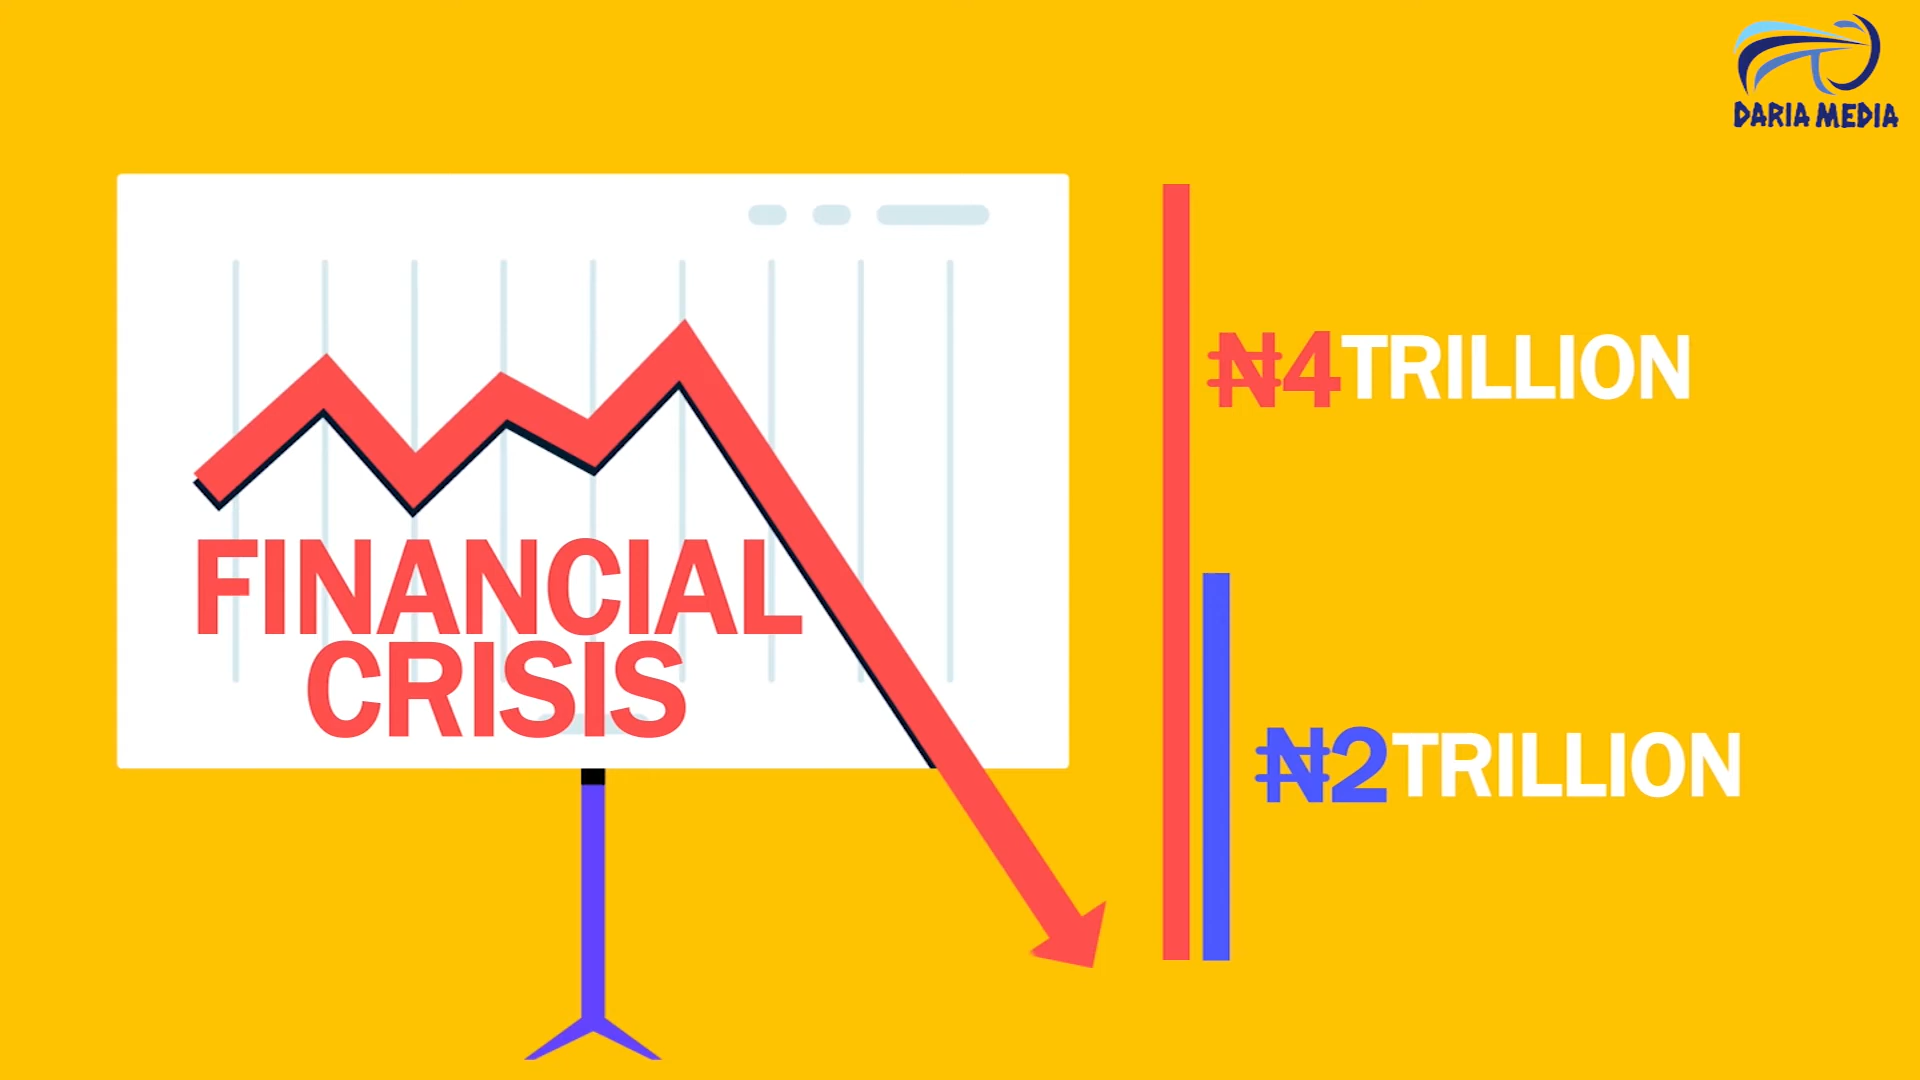 DARIA MEDIA
FINANCIAL
CRISIS
₦4TRILLION
₦2TRILLION